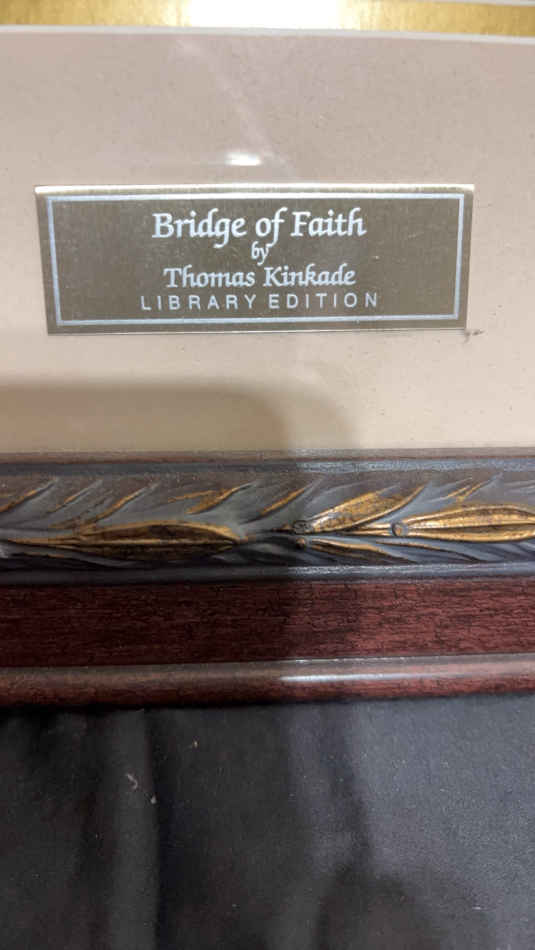 Bridge of Faith
by
Thomas Kinkade
LIBRARY EDITION